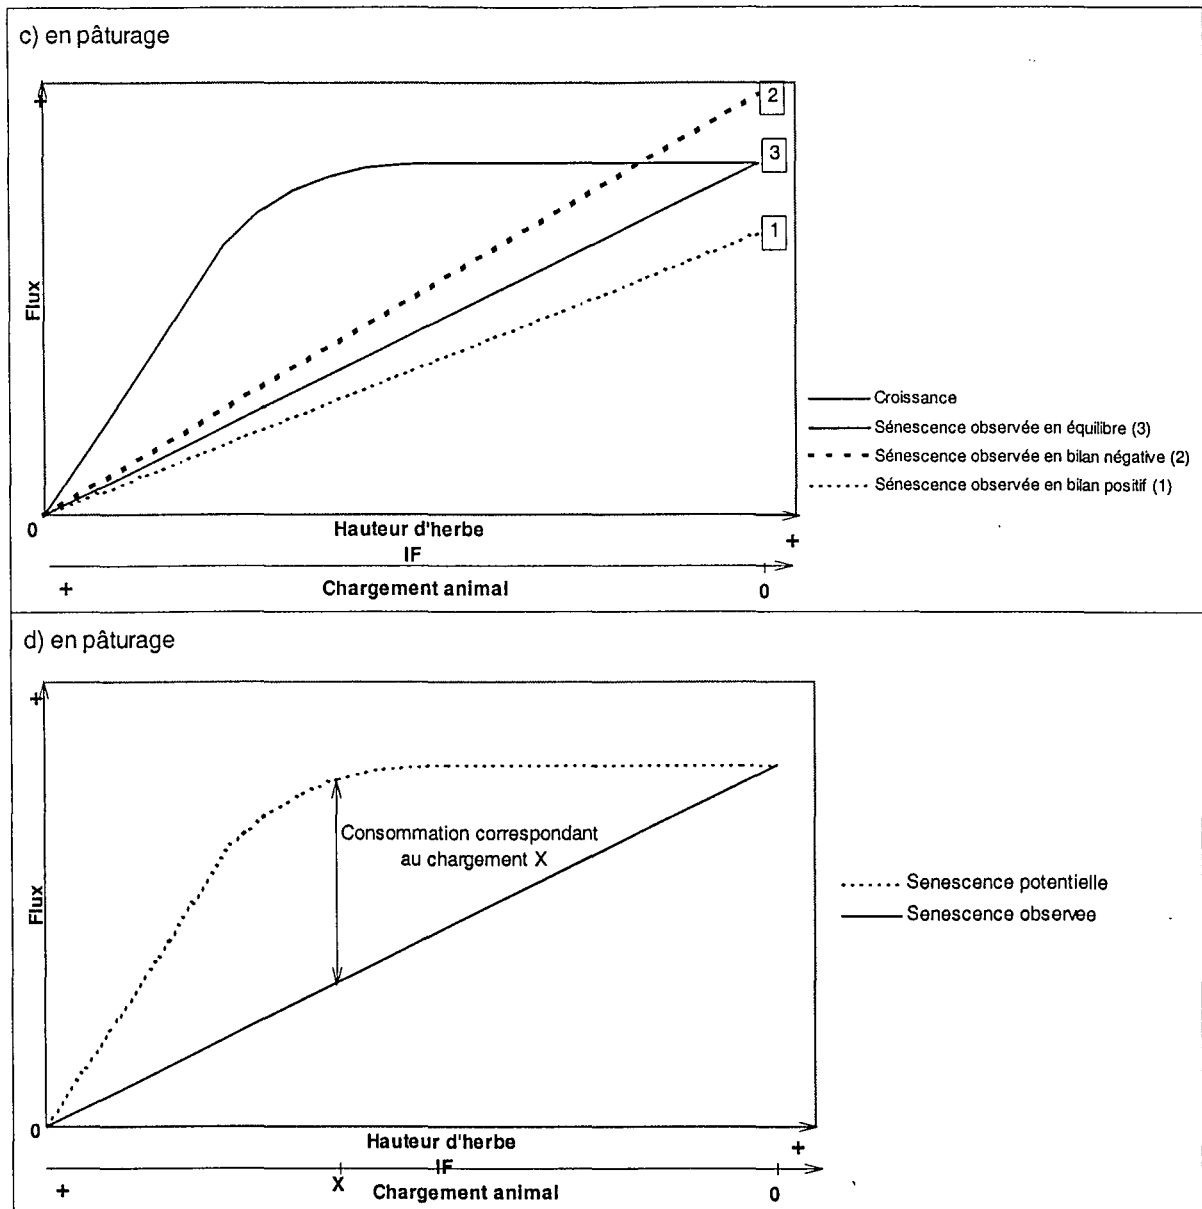 c) en pâturage
+
2
3
1
Flux
Croissance
Sénescence observée en équilibre (3)
Sénescence observée en bilan négative (2)
Sénescence observée en bilan positif (1)
0
Hauteur d'herbe
+
IF
+
Chargement animal
0
d) en pâturage
+
Consommation correspondant
au chargement X
Flux
Senescence potentielle
Senescence observee
0
Hauteur d'herbe
+
IF
+
X
Chargement animal
0